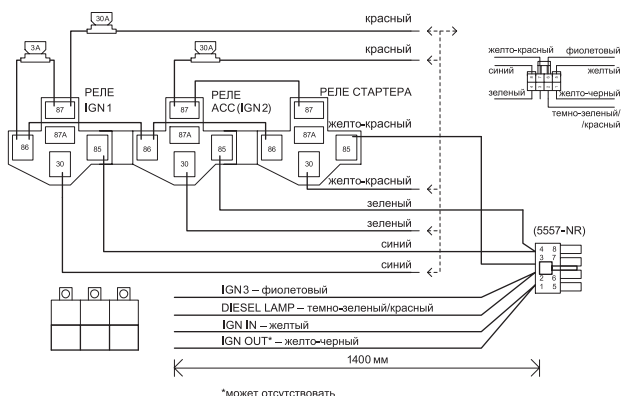 30A
красный
3A
30A
красный
желто-красный
фиолетовый
синий
желтый
зеленый
желто-черный
темно-зеленый/
/красный
РЕЛЕ
IGN1
РЕЛЕ
ACC(IGN2)
РЕЛЕ СТАРТЕРА
87
87
87
87A
87A
87A
86
85
86
85
86
85
30
30
30
желто-красный
желто-красный
зеленый
зеленый
синий
синий
(5557-NR)
4 8
3 7
2 6
1 5
IGN3 – фиолетовый
DIESEL LAMP – темно-зеленый/красный
IGN IN – желтый
IGN OUT* – желто-черный
1400 мм
*может отсутствовать